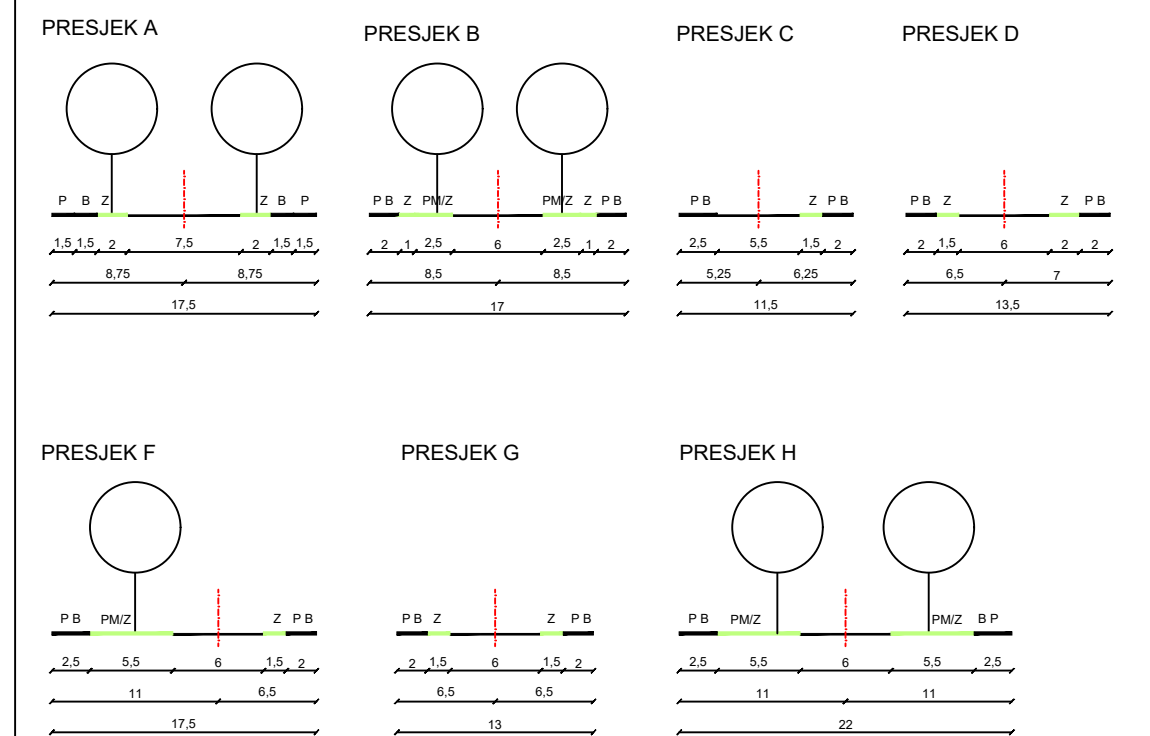 PRESJEK A PRESJEK B PRESJEK C PRESJEK D
P B Z Z B P P B Z PM/Z PM/Z Z P B P B Z P B P B Z Z P B
1,5 1,5 2 7,5 2 1,5 1,5 2 1 2,5 6 2,5 1 2 2,5 5,5 1,5 2 2 1,5 6 2 2
8,75 8,75 8,5 8,5 5,25 6,25 6,5 7
17,5 17 11,5 13,5
PRESJEK F PRESJEK G PRESJEK H
P B PM/Z Z P B P B Z Z P B P B PM/Z PM/Z B P
2,5 5,5 6 1,5 2 2 1,5 6 1,5 2 2,5 5,5 6 5,5 2,5
11 6,5 6,5 6,5 11 11
17,5 13 22